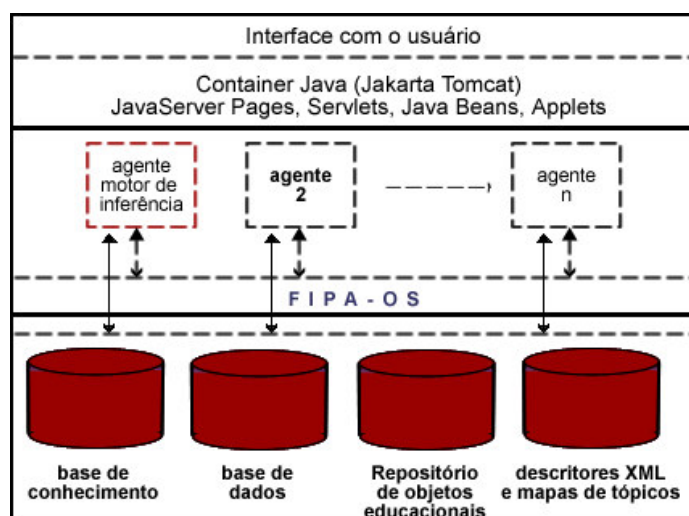 Interface com o usuário
Container Java (Jakarta Tomcat)
JavaServer Pages, Servlets, Java Beans, Applets
agente
motor de
inferência
agente
2
agente
n
FIPA-OS
base de
conhecimento
base de
dados
Repositório
de objetos
educacionais
descritores XML
e mapas de tópicos